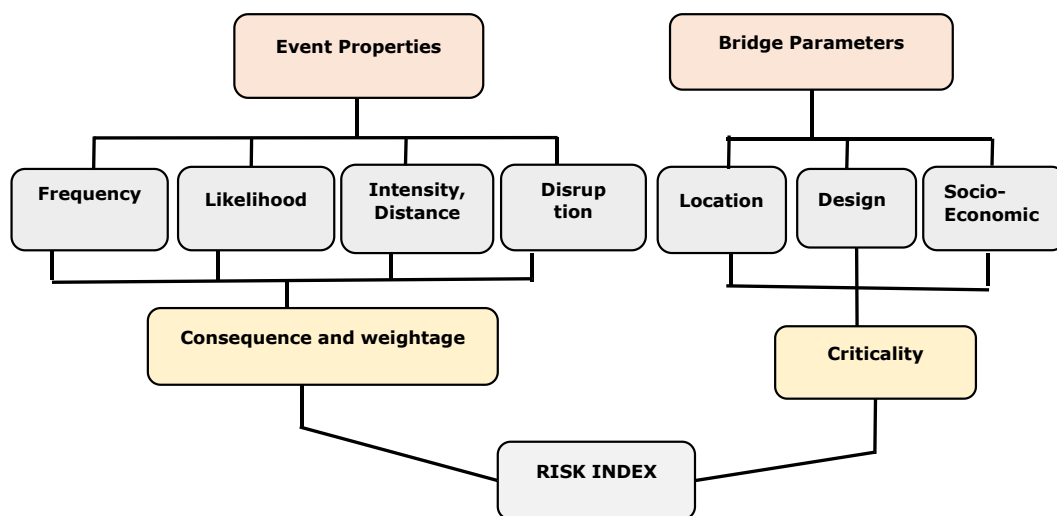 Event Properties
Bridge Parameters
Frequency
Likelihood
Intensity,
Distance
Disrup
tion
Location
Design
Socio-
Economic
Consequence and weightage
Criticality
RISK INDEX